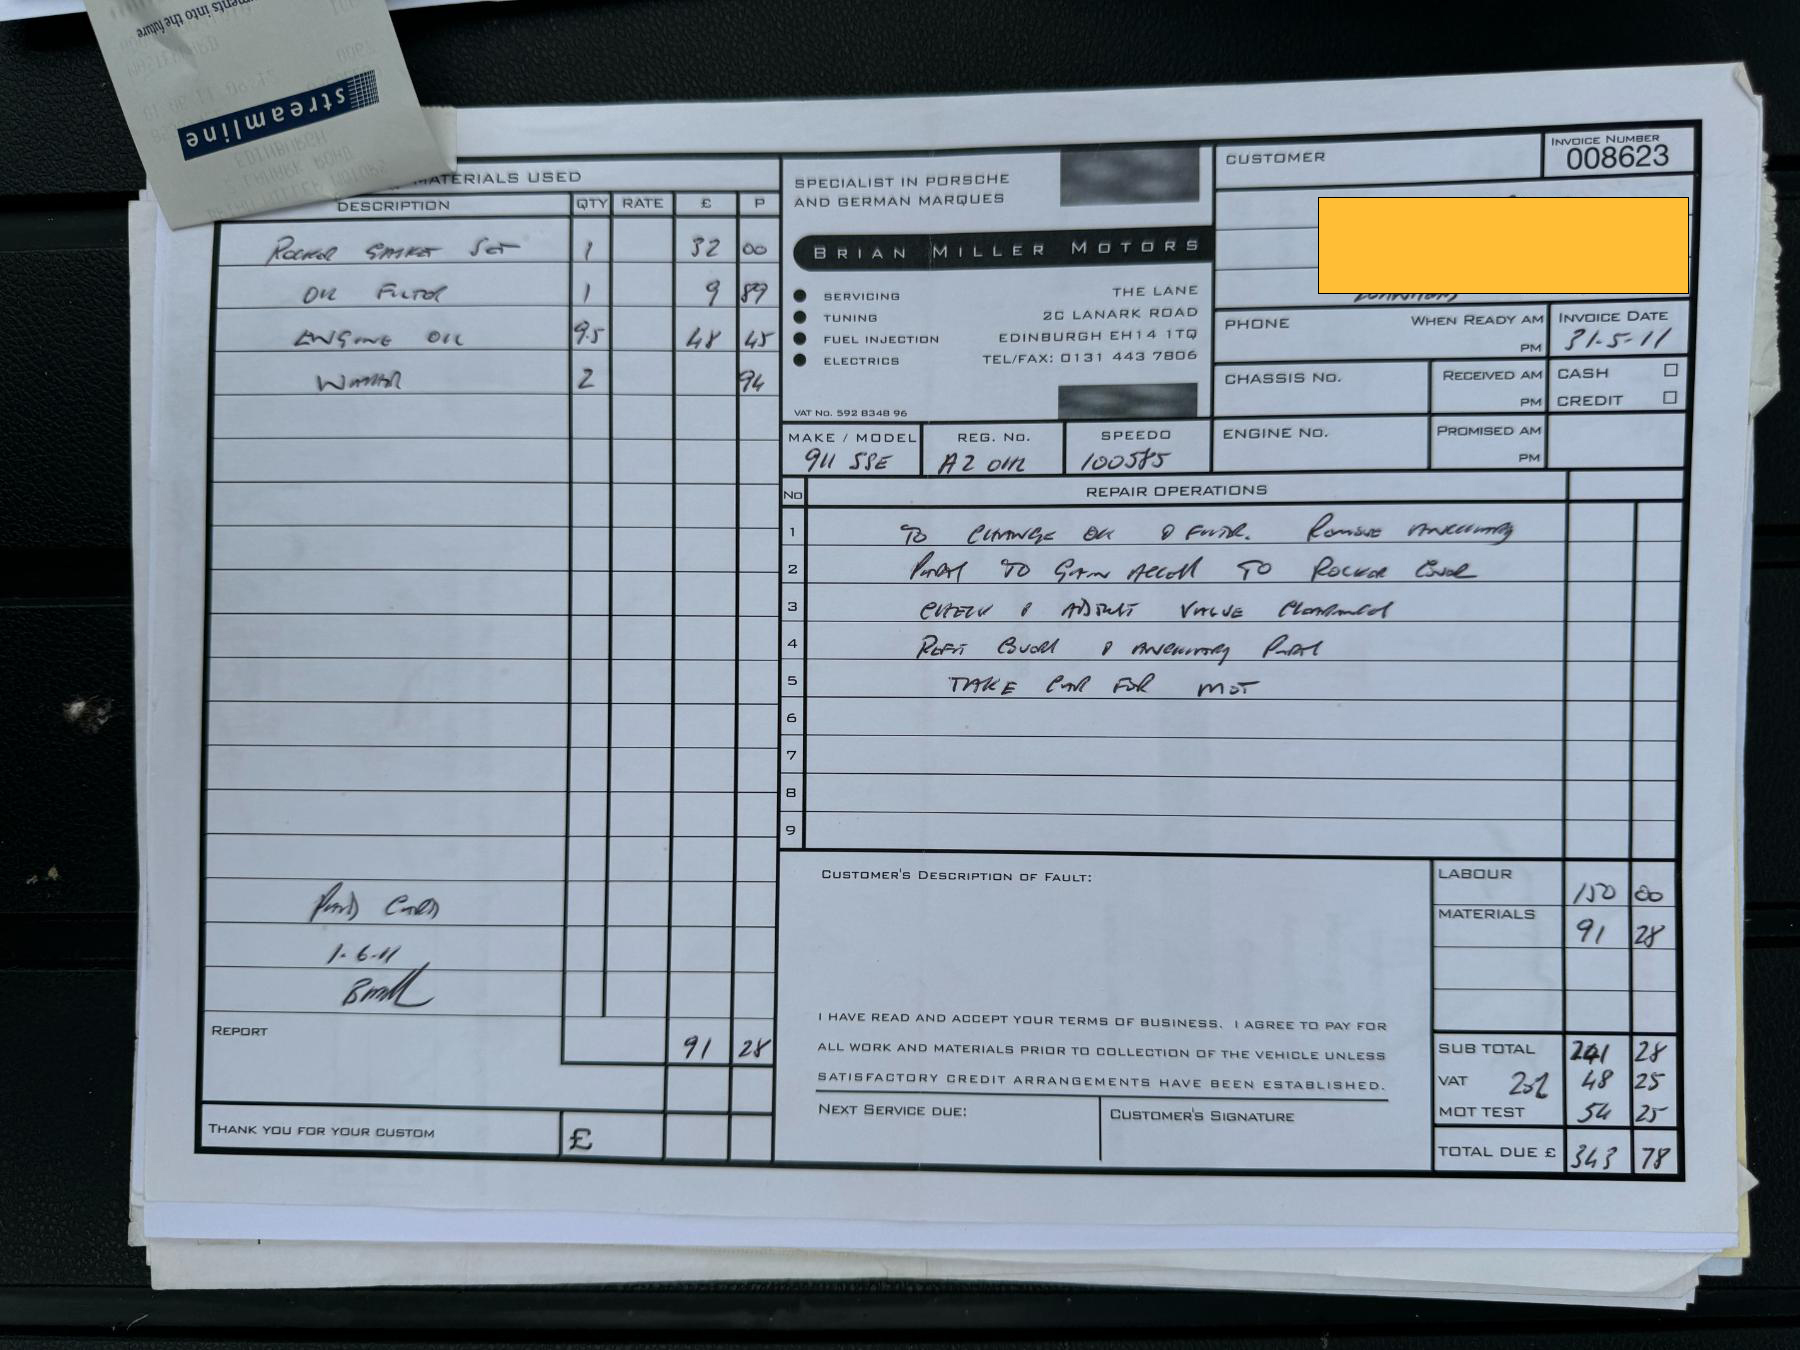 ments into the future
streamline
EDINBURGH
LANARK ROAD
MATERIALS USED
DESCRIPTION QTY RATE £ P
ROCKER GASKET SET 1 32 00
OIL FILTER 1 9 89
ENGINE OIL 9.5 48 45
WASHER 2 94
PAID CARD
1-6-11
REPORT
91 28
THANK YOU FOR YOUR CUSTOM £
SPECIALIST IN PORSCHE
AND GERMAN MARQUES
BRIAN MILLER MOTORS
SERVICING
TUNING
FUEL INJECTION
ELECTRICS
THE LANE
2C LANARK ROAD
EDINBURGH EH14 1TQ
TEL/FAX: 0131 443 7806
VAT NO. 592 8348 96
CUSTOMER
INVOICE NUMBER
008623
PHONE
WHEN READY AM
PM
INVOICE DATE
31-5-11
CHASSIS NO.
RECEIVED AM
PM
CASH
CREDIT
MAKE / MODEL
911 SSE
REG. NO.
SPEEDO
100585
ENGINE NO.
PROMISED AM
PM
NO REPAIR OPERATIONS
1 TO CHANGE OIL & FILTER. REMOVE ANCILLIARY
2 PARTS TO GAIN ACCESS TO ROCKER COVER
3 CHECK & ADJUST VALVE CLEARANCES
4 REFIT COVERS & ANCILLIARY PARTS
5 TAKE CAR FOR MOT
6
7
8
9
CUSTOMER'S DESCRIPTION OF FAULT:
I HAVE READ AND ACCEPT YOUR TERMS OF BUSINESS. I AGREE TO PAY FOR
ALL WORK AND MATERIALS PRIOR TO COLLECTION OF THE VEHICLE UNLESS
SATISFACTORY CREDIT ARRANGEMENTS HAVE BEEN ESTABLISHED.
NEXT SERVICE DUE:
CUSTOMER'S SIGNATURE
LABOUR 150 00
MATERIALS 91 28
SUB TOTAL 241 28
VAT 20% 48 25
MOT TEST 54 25
TOTAL DUE £ 343 78